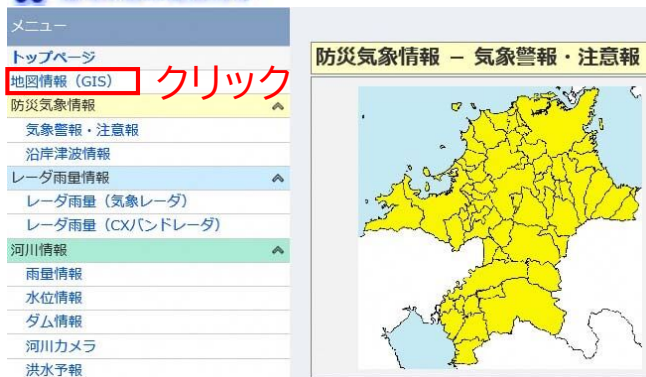 メニュー
トップページ
地図情報（GIS）
クリック
防災気象情報
気象警報・注意報
沿岸津波情報
レーダ雨量情報
レーダ雨量（気象レーダ）
レーダ雨量（CXバンドレーダ）
河川情報
雨量情報
水位情報
ダム情報
河川カメラ
洪水予報
防災気象情報 － 気象警報・注意報